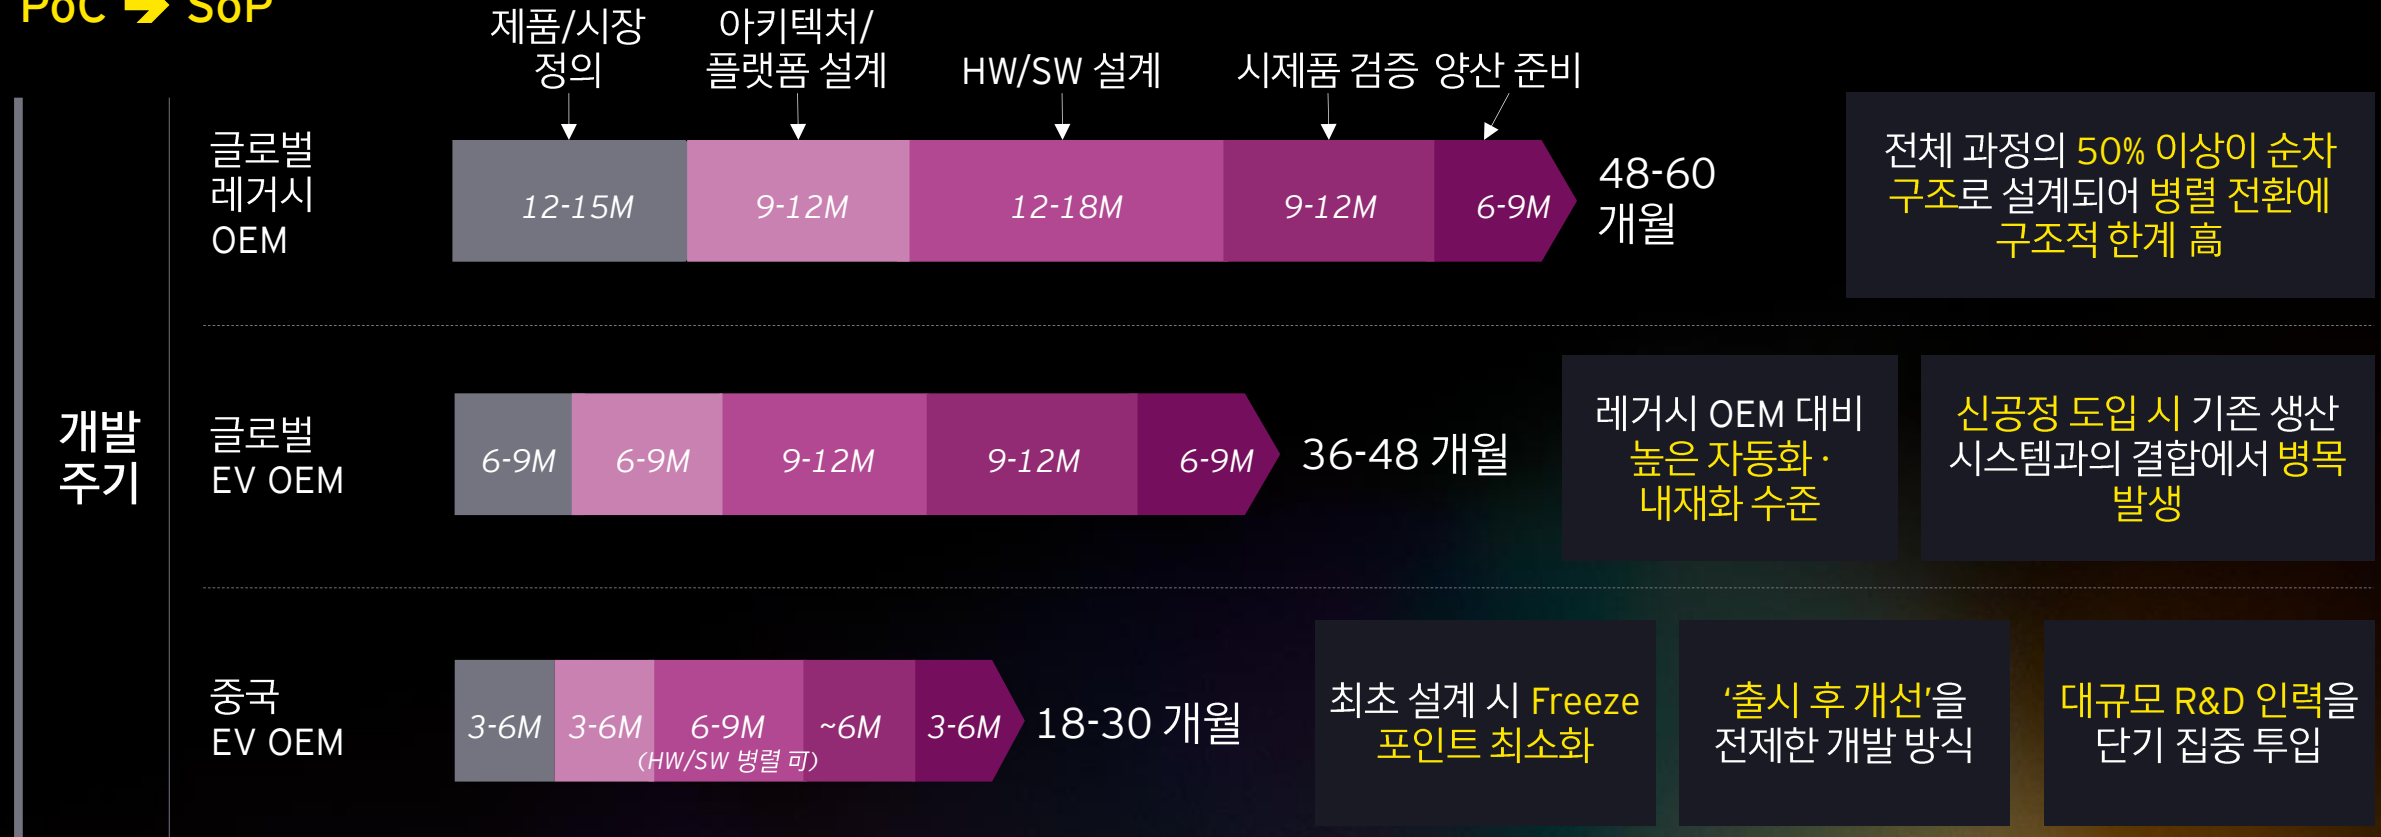 PoC ➔ SoP
제품/시장
정의
아키텍처/
플랫폼 설계
HW/SW 설계
시제품 검증
양산 준비
개발
주기
글로벌
레거시
OEM
12-15M
9-12M
12-18M
9-12M
6-9M
48-60
개월
전체 과정의 50% 이상이 순차
구조로 설계되어 병렬 전환에
구조적 한계 高
글로벌
EV OEM
6-9M
6-9M
9-12M
9-12M
6-9M
36-48 개월
레거시 OEM 대비
높은 자동화·
내재화 수준
신공정 도입 시 기존 생산
시스템과의 결합에서 병목
발생
중국
EV OEM
3-6M
3-6M
6-9M
~6M
3-6M
(HW/SW 병렬 可)
18-30 개월
최초 설계 시 Freeze
포인트 최소화
‘출시 후 개선’을
전제한 개발 방식
대규모 R&D 인력을
단기 집중 투입